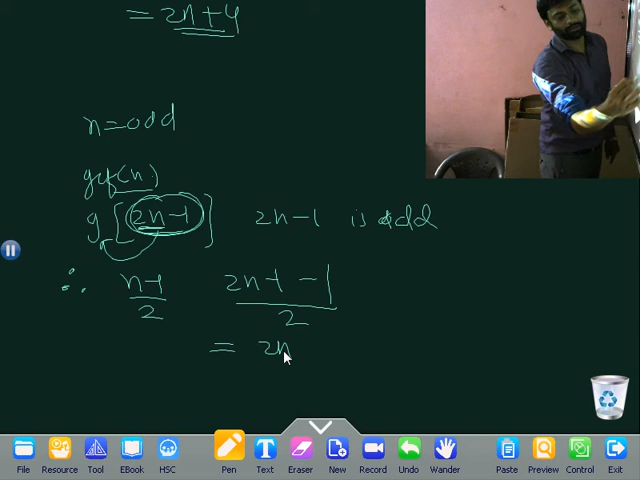 = 2n + 4
n = odd
gof(n)
g [2n-1] 2n-1 is odd
∴ n-1/2 2n-1-1/2
= 2n
File Resource Tool EBook HSC Pen Text Eraser New Record Undo Wander Paste Preview Control Exit